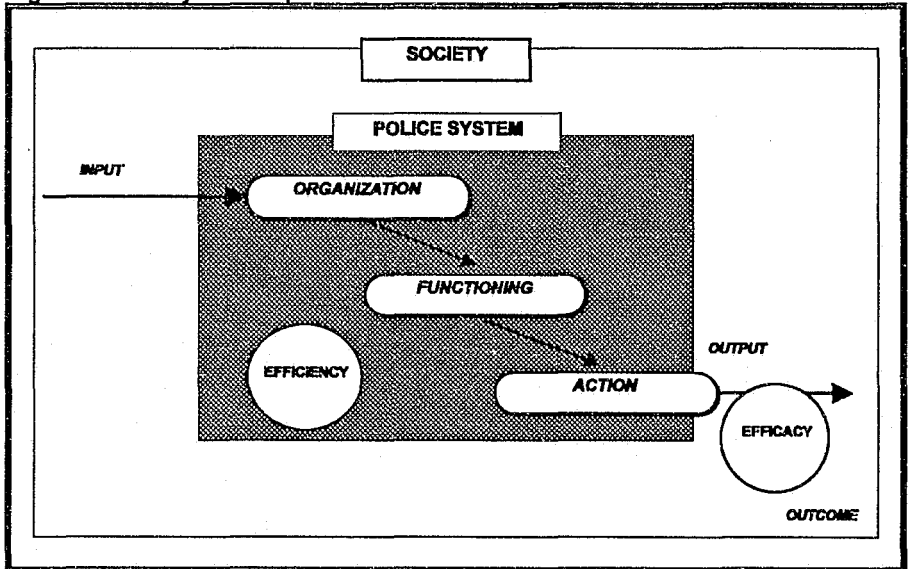 SOCIETY
POLICE SYSTEM
INPUT
ORGANIZATION
FUNCTIONING
OUTPUT
EFFICIENCY
ACTION
EFFICACY
OUTCOME